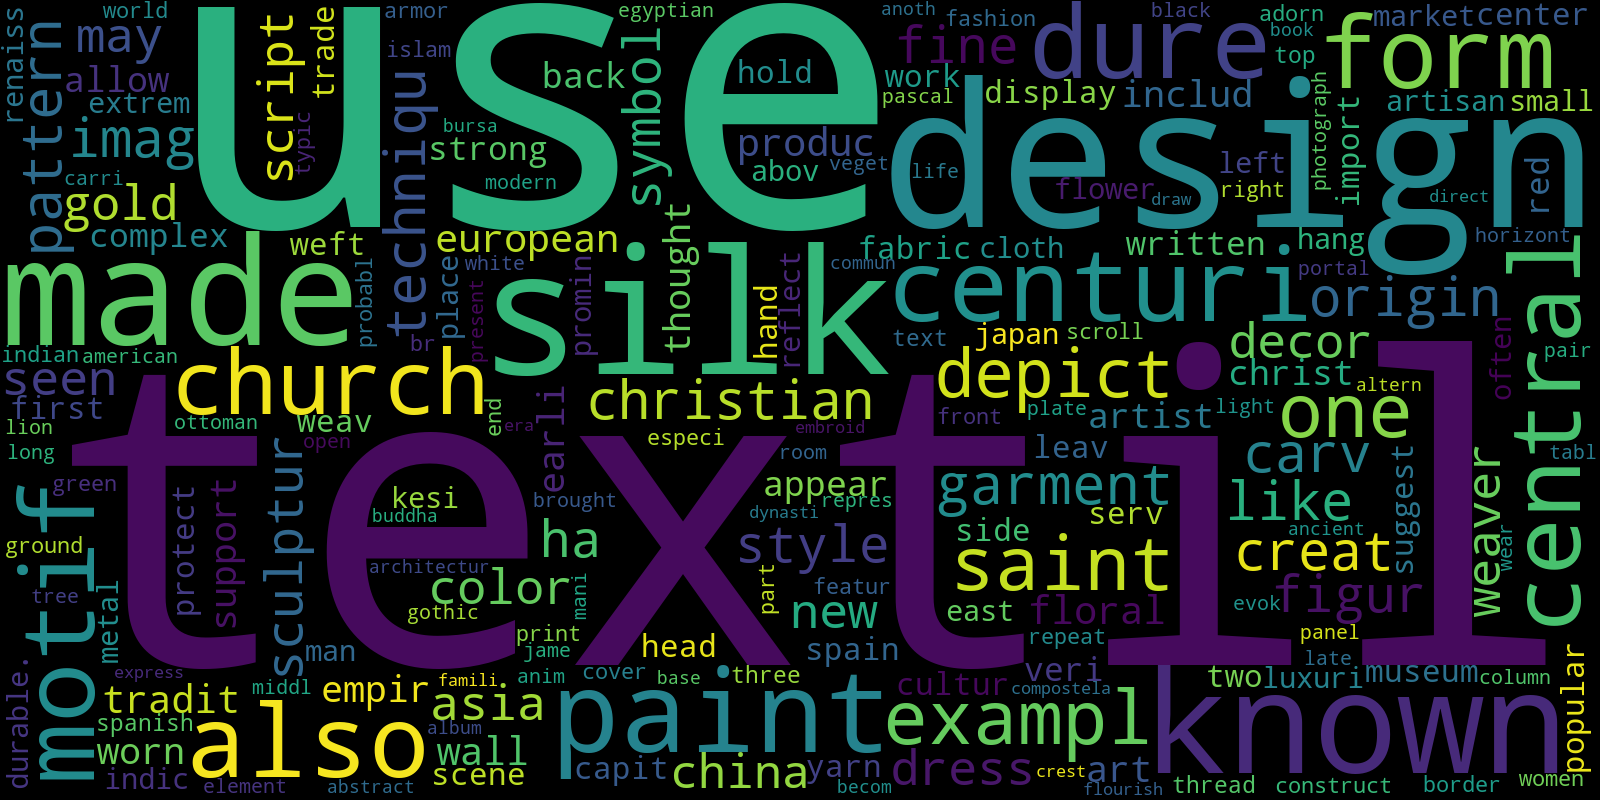 world
armor
egyptian
anoth
fashion
black
adorn
book
market
center
renaiss
pattern
may
allow
extrem
imag
carri
gold
complex
script
trade
typic
islam
techniqu
use
back
bursa
strong
modern
symbol
hold
produc
abov
veget
fine
work
pascal
display
includ
dure
design
life
flower
draw
left
right
top
form
photograph
import
artisan
small
red
direct
horizont
made
weft
probabl
european
white
place
present
br
silk
promin
thought
hand
reflect
commun
fabric
cloth
centuri
text
written
hang
portal
origin
central
indian
american
seen
first
lion
long
church
ottoman
weav
open
end
era
earli
christian
especi
embroid
room
japan
scroll
depict
front
plate
artist
light
decor
christ
altern
one
often
pair
tabl
green
ground
tree
motif
metal
protect
support
sculptur
kesi
buddha
brought
ha
architectur
color
gothic
mani
textil
appear
repres
dynasti
style
part
featur
new
leav
garment
serv
side
saint
east
floral
carv
like
ancient
creat
suggest
figur
evok
repeat
weaver
wear
panel
late
man
print
jame
head
spain
veri
two
luxuri
museum
column
popular
durable.
express
tradit
middl
empir
famili
anim
cover
base
three
cultur
compostela
known
spanish
worn
also
asia
album
wall
paint
exampl
indic
element
abstract
scene
capit
china
yarn
becom
dress
crest
art
flourish
thread
construct
border
women